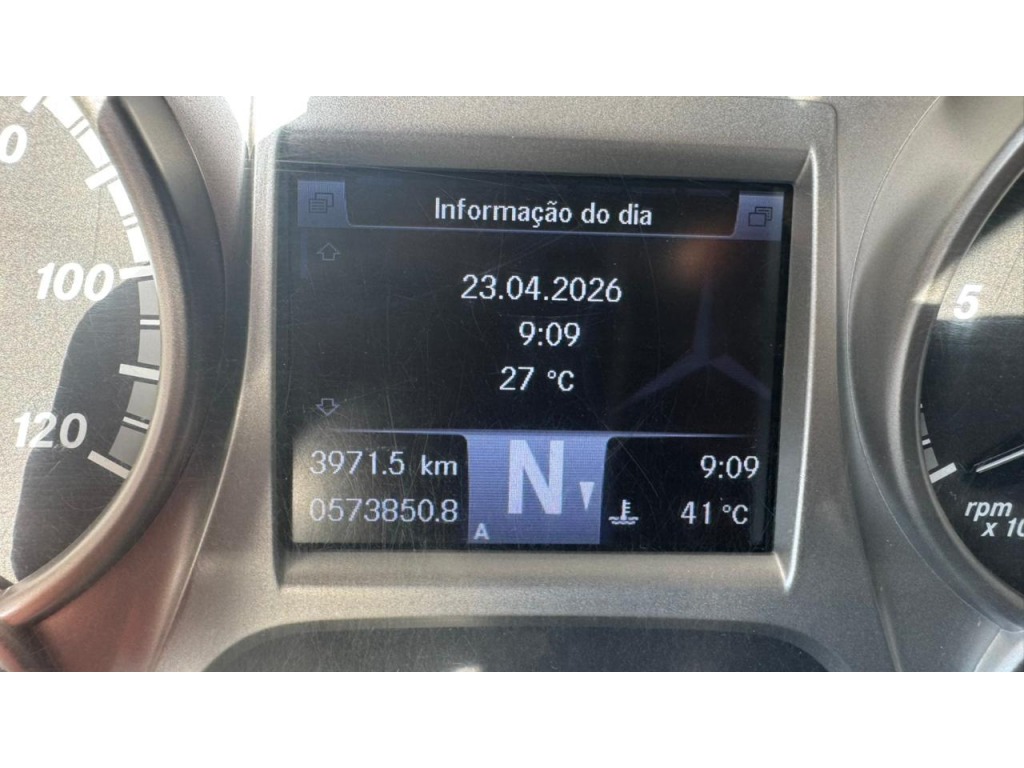 Informação do dia
23.04.2026
9:09
27 °C
3971.5 km
0573850.8
N
A
9:09
41 °C
0
100
120
5
rpm
x 10